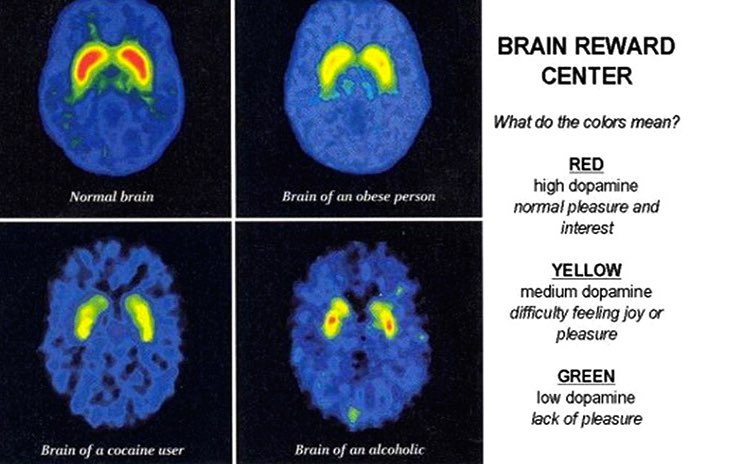 Normal brain
Brain of an obese person
Brain of a cocaine user
Brain of an alcoholic
BRAIN REWARD
CENTER
What do the colors mean?
RED
high dopamine
normal pleasure and
interest
YELLOW
medium dopamine
difficulty feeling joy or
pleasure
GREEN
low dopamine
lack of pleasure